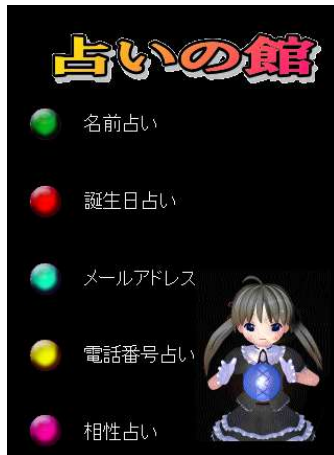 占いの館
名前占い
誕生日占い
メールアドレス
電話番号占い
相性占い